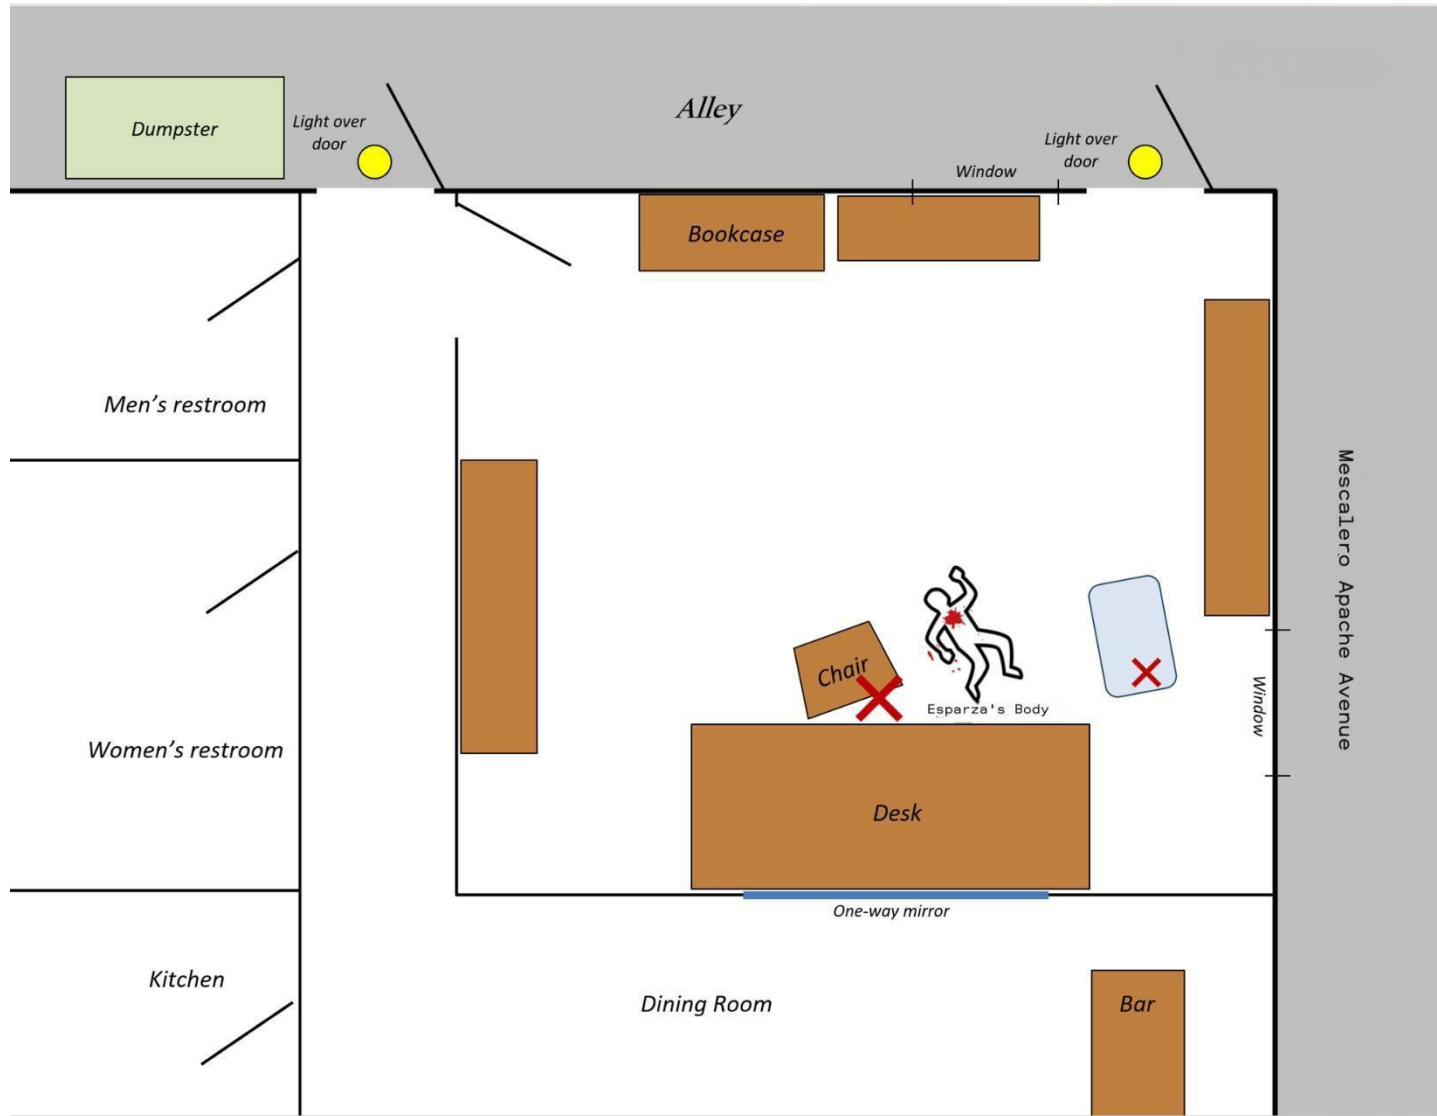 Alley
Dumpster
Light over
door
Light over
door
Window
Bookcase
Men's restroom
Mescalero Apache Avenue
Chair
Window
Esparza's Body
Women's restroom
Desk
One-way mirror
Kitchen
Dining Room
Bar